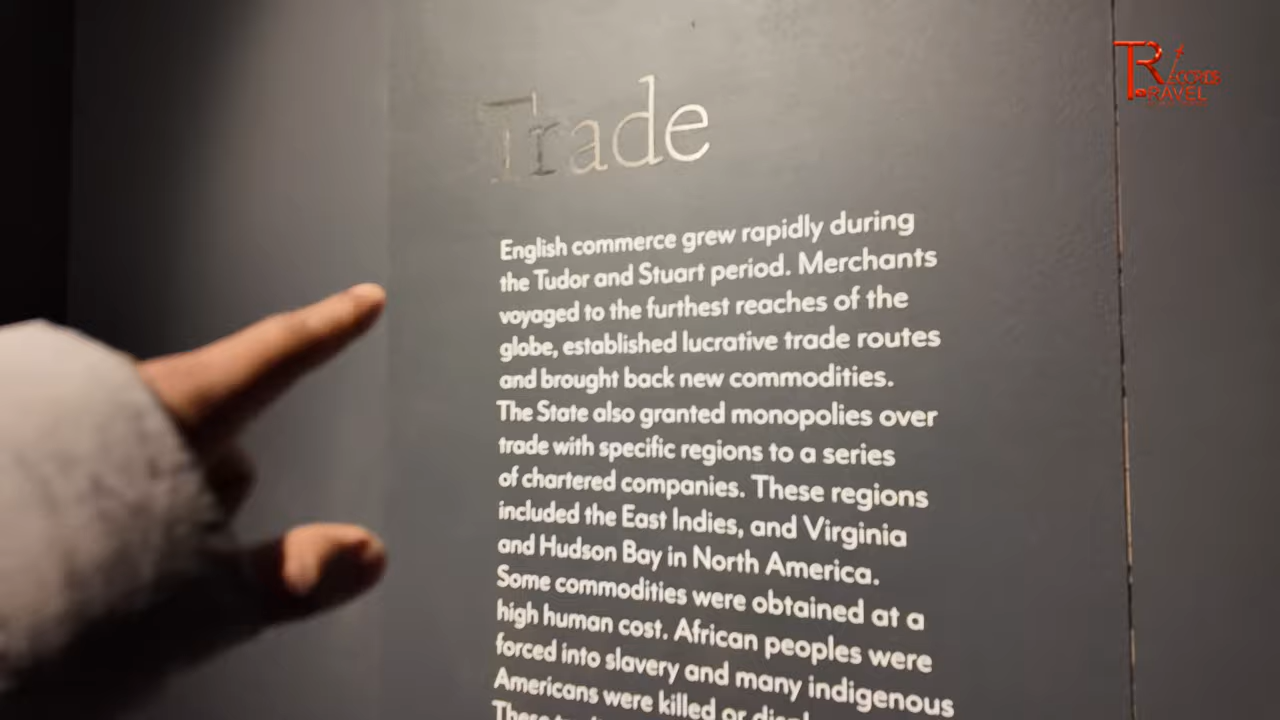 Trade
English commerce grew rapidly during
the Tudor and Stuart period. Merchants
voyaged to the furthest reaches of the
globe, established lucrative trade routes
and brought back new commodities.
The State also granted monopolies over
trade with specific regions to a series
of chartered companies. These regions
included the East Indies, and Virginia
and Hudson Bay in North America.
Some commodities were obtained at a
high human cost. African peoples were
forced into slavery and many indigenous
Americans were killed or
These